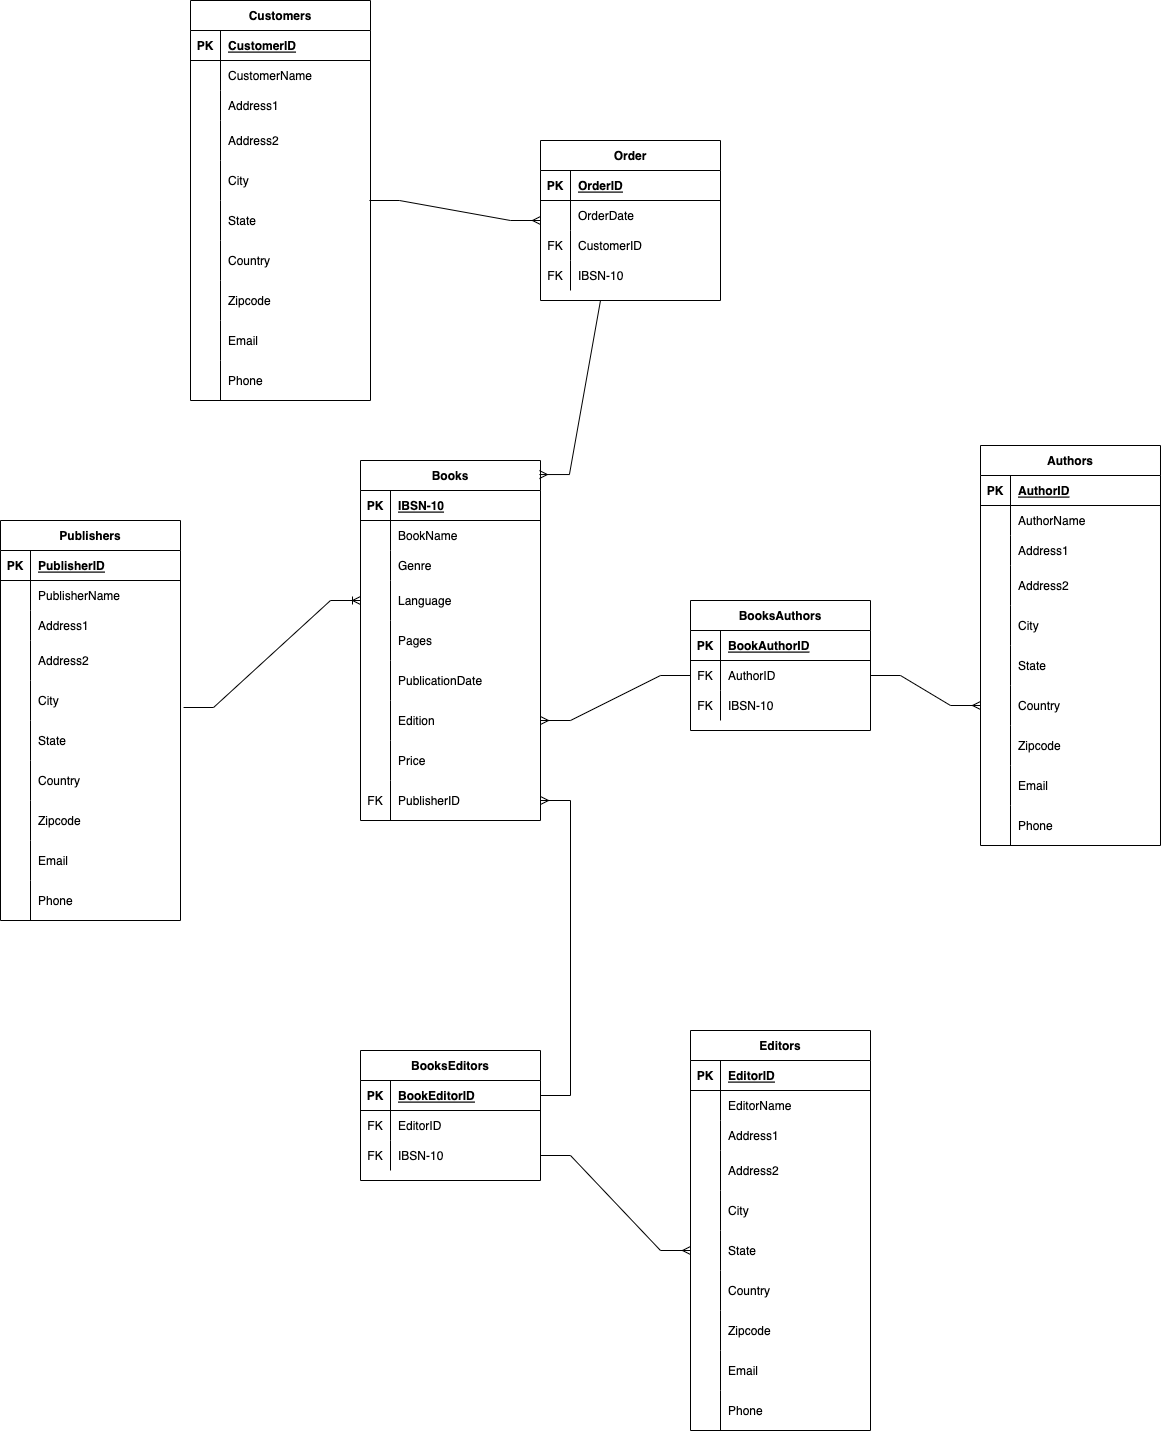 Customers
PK CustomerID
CustomerName
Address1
Address2
City
State
Country
Zipcode
Email
Phone
Order
PK OrderID
OrderDate
FK CustomerID
FK IBSN-10
Books
PK IBSN-10
BookName
Genre
Language
Pages
PublicationDate
Edition
Price
FK PublisherID
Authors
PK AuthorID
AuthorName
Address1
Address2
City
State
Country
Zipcode
Email
Phone
Publishers
PK PublisherID
PublisherName
Address1
Address2
City
State
Country
Zipcode
Email
Phone
BooksAuthors
PK BookAuthorID
FK AuthorID
FK IBSN-10
BooksEditors
PK BookEditorID
FK EditorID
FK IBSN-10
Editors
PK EditorID
EditorName
Address1
Address2
City
State
Country
Zipcode
Email
Phone